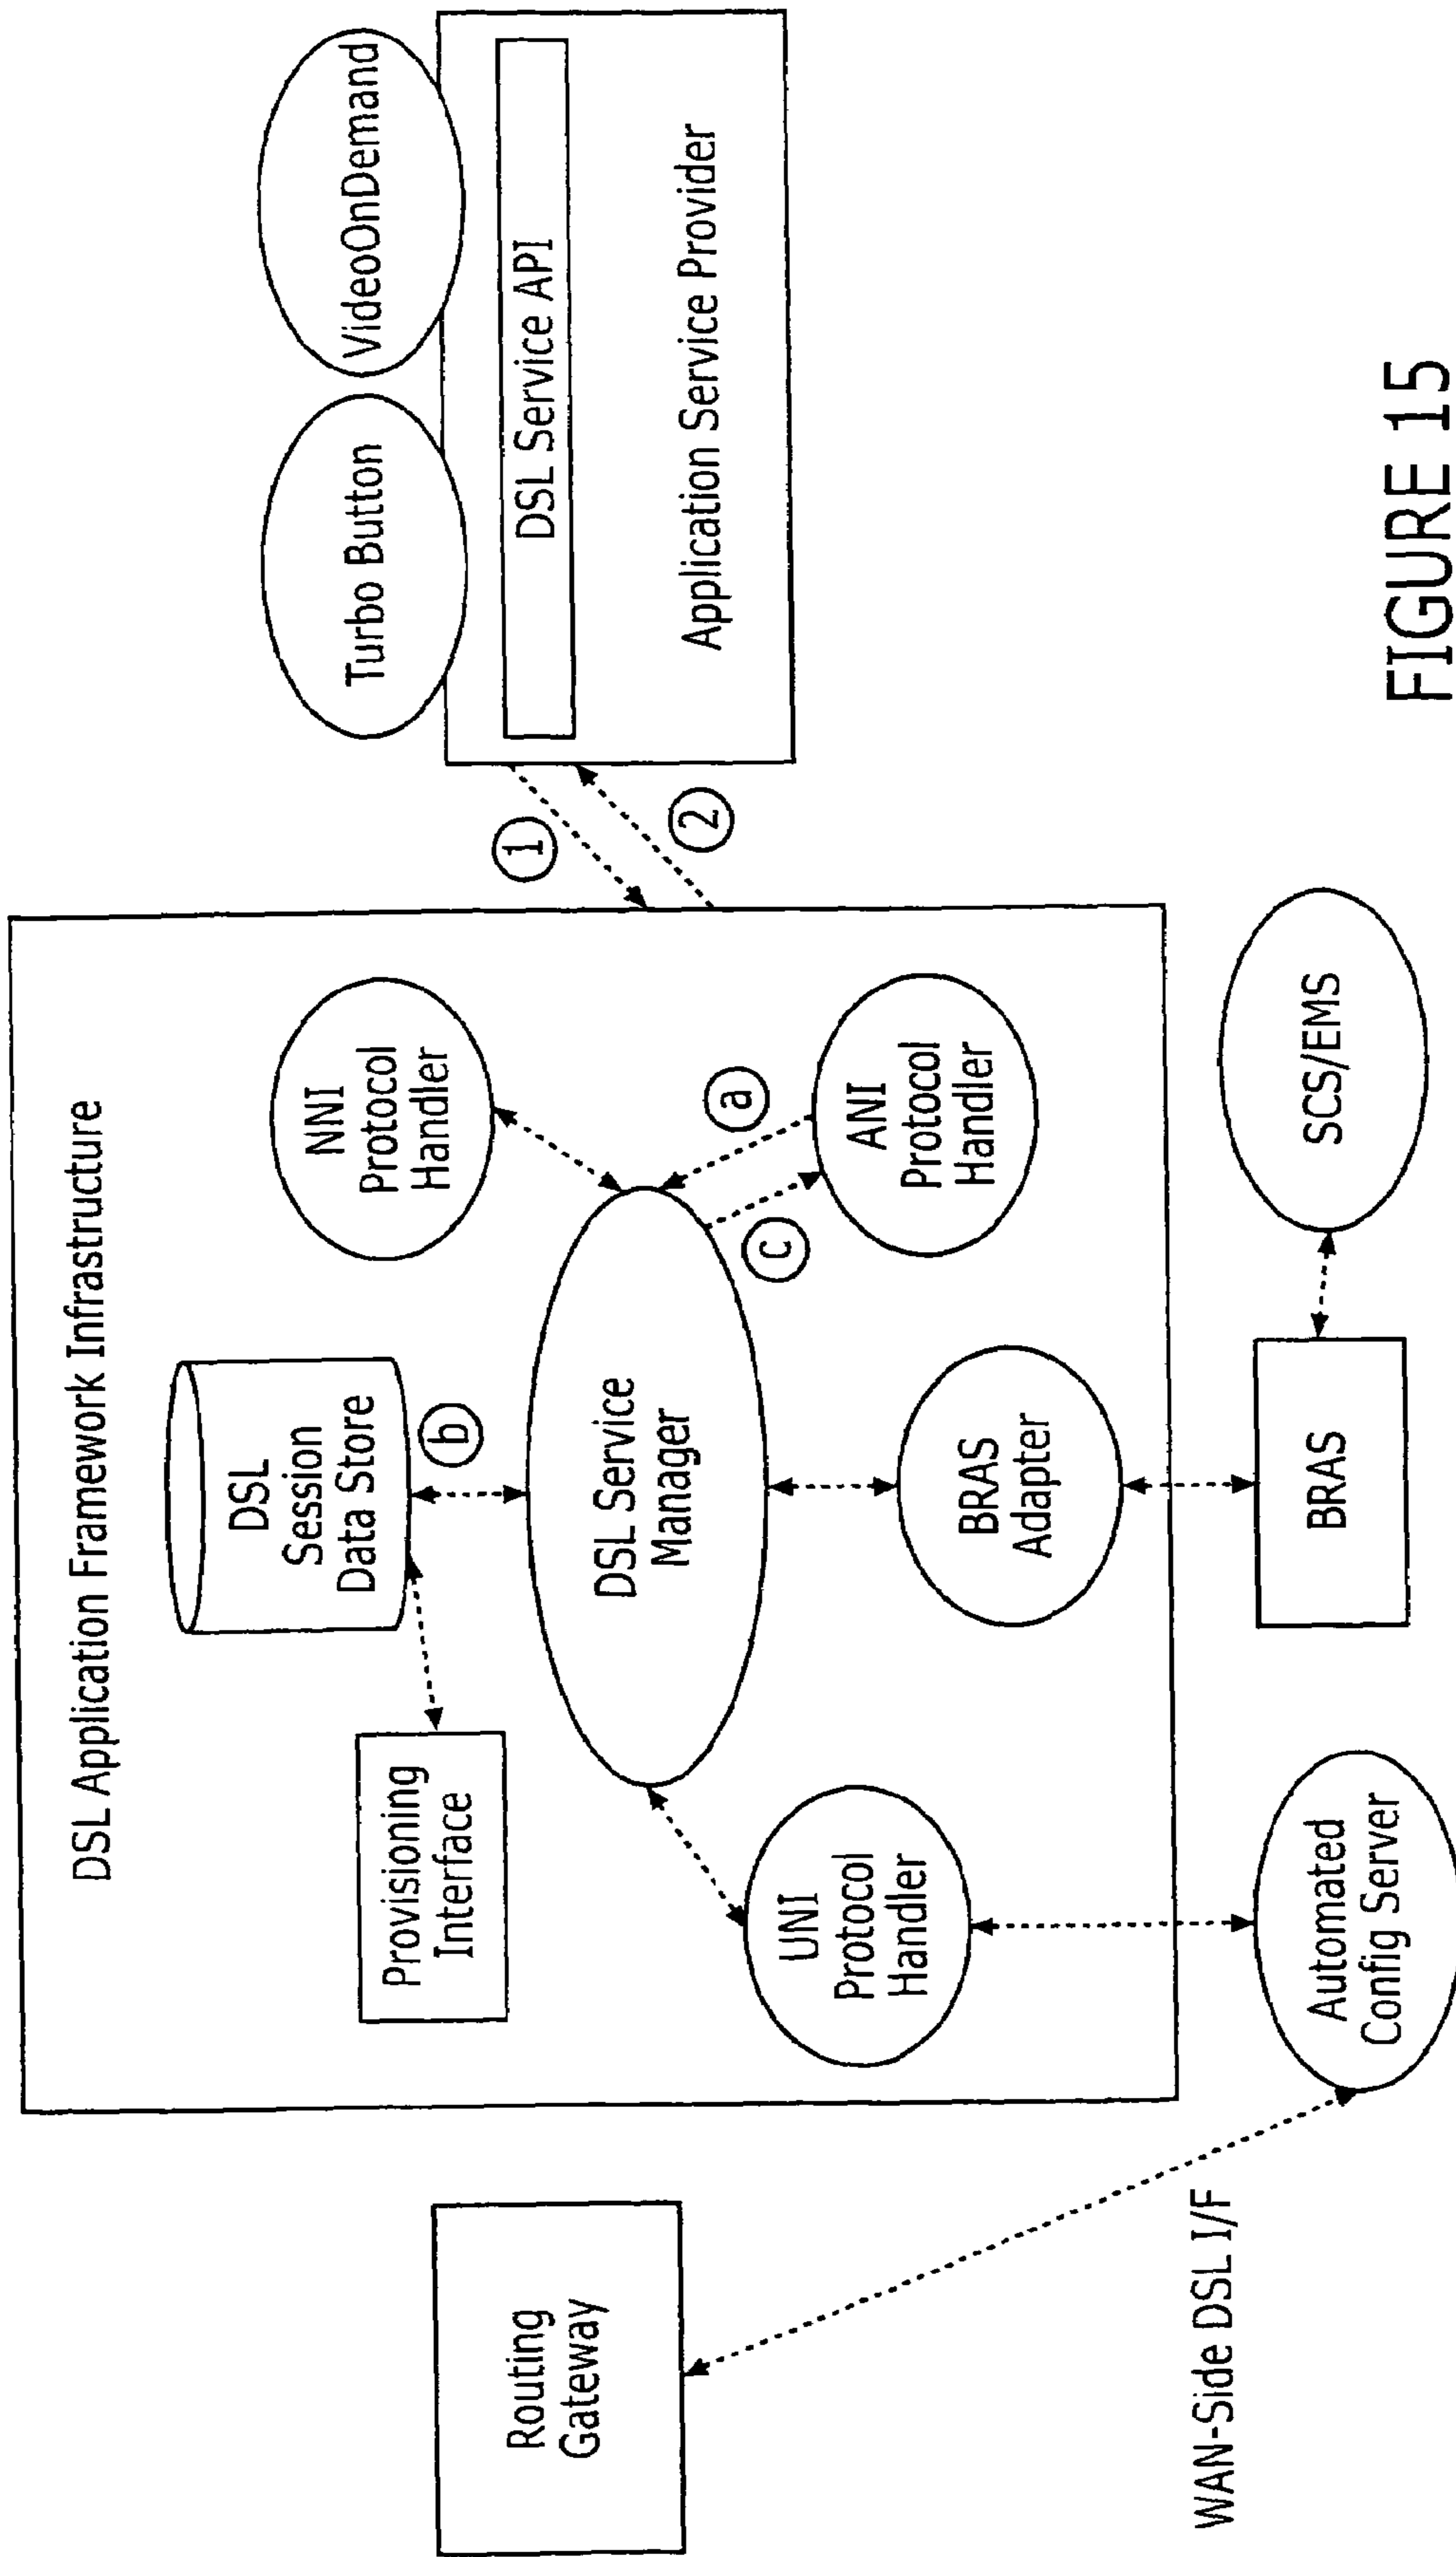 DSL Application Framework Infrastructure
Provisioning
Interface
DSL
Session
Data Store
b
NNI
Protocol
Handler
DSL Service
Manager
UNI
Protocol
Handler
BRAS
Adapter
a
C
ANI
Protocol
Handler
1
2
Turbo Button
VideoOnDemand
DSL Service API
Application Service Provider
Routing
Gateway
WAN-Side DSL I/F
Automated
Config Server
BRAS
SCS/EMS
FIGURE 15